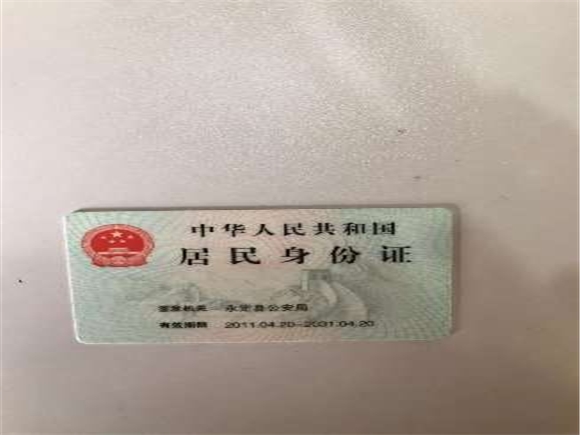 中华人民共和国
居民身份证
签发机关 永定县公安局
有效期限 2011.04.20-2031.04.20